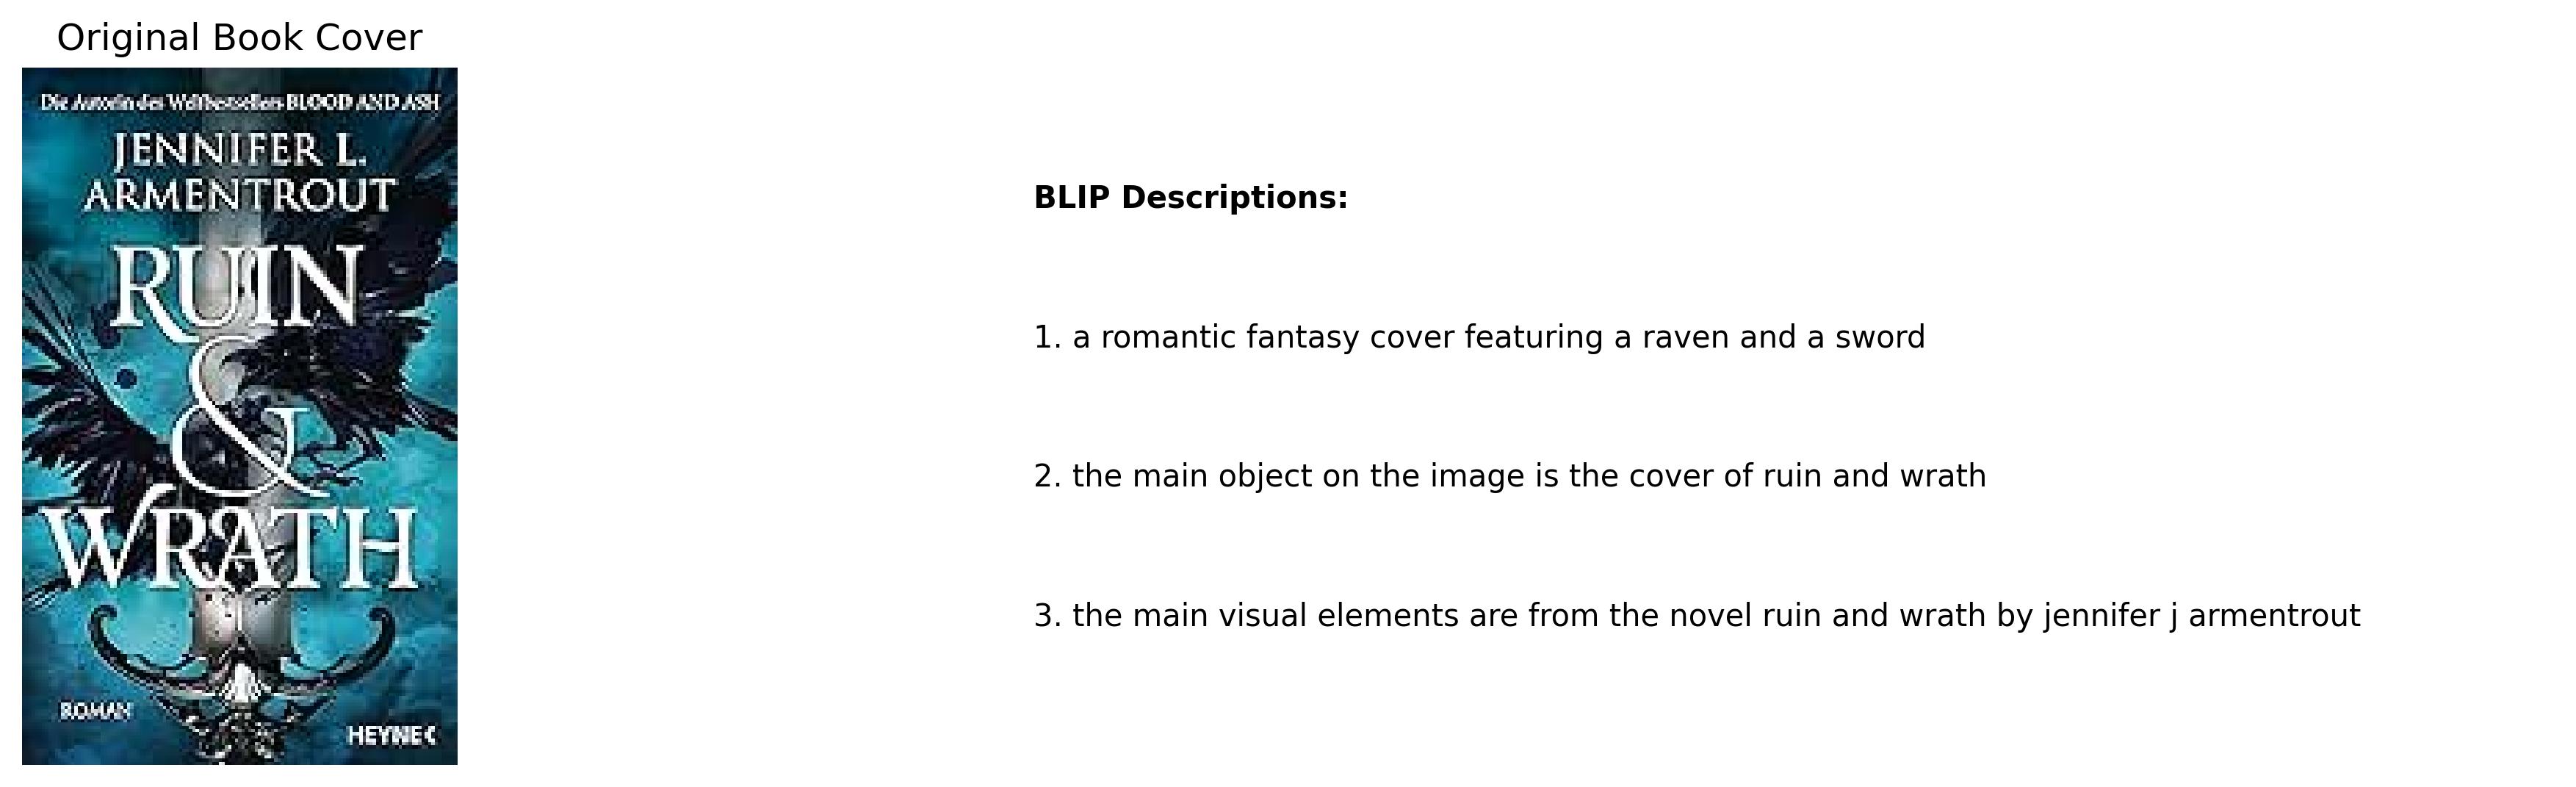 Original Book Cover
Die Autorin des Weltbestsellers BLOOD AND ASH
JENNIFER L.
ARMENTROUT
RUIN
&
WRATH
ROMAN
HEYNE<
BLIP Descriptions:
1. a romantic fantasy cover featuring a raven and a sword
2. the main object on the image is the cover of ruin and wrath
3. the main visual elements are from the novel ruin and wrath by jennifer j armentrout